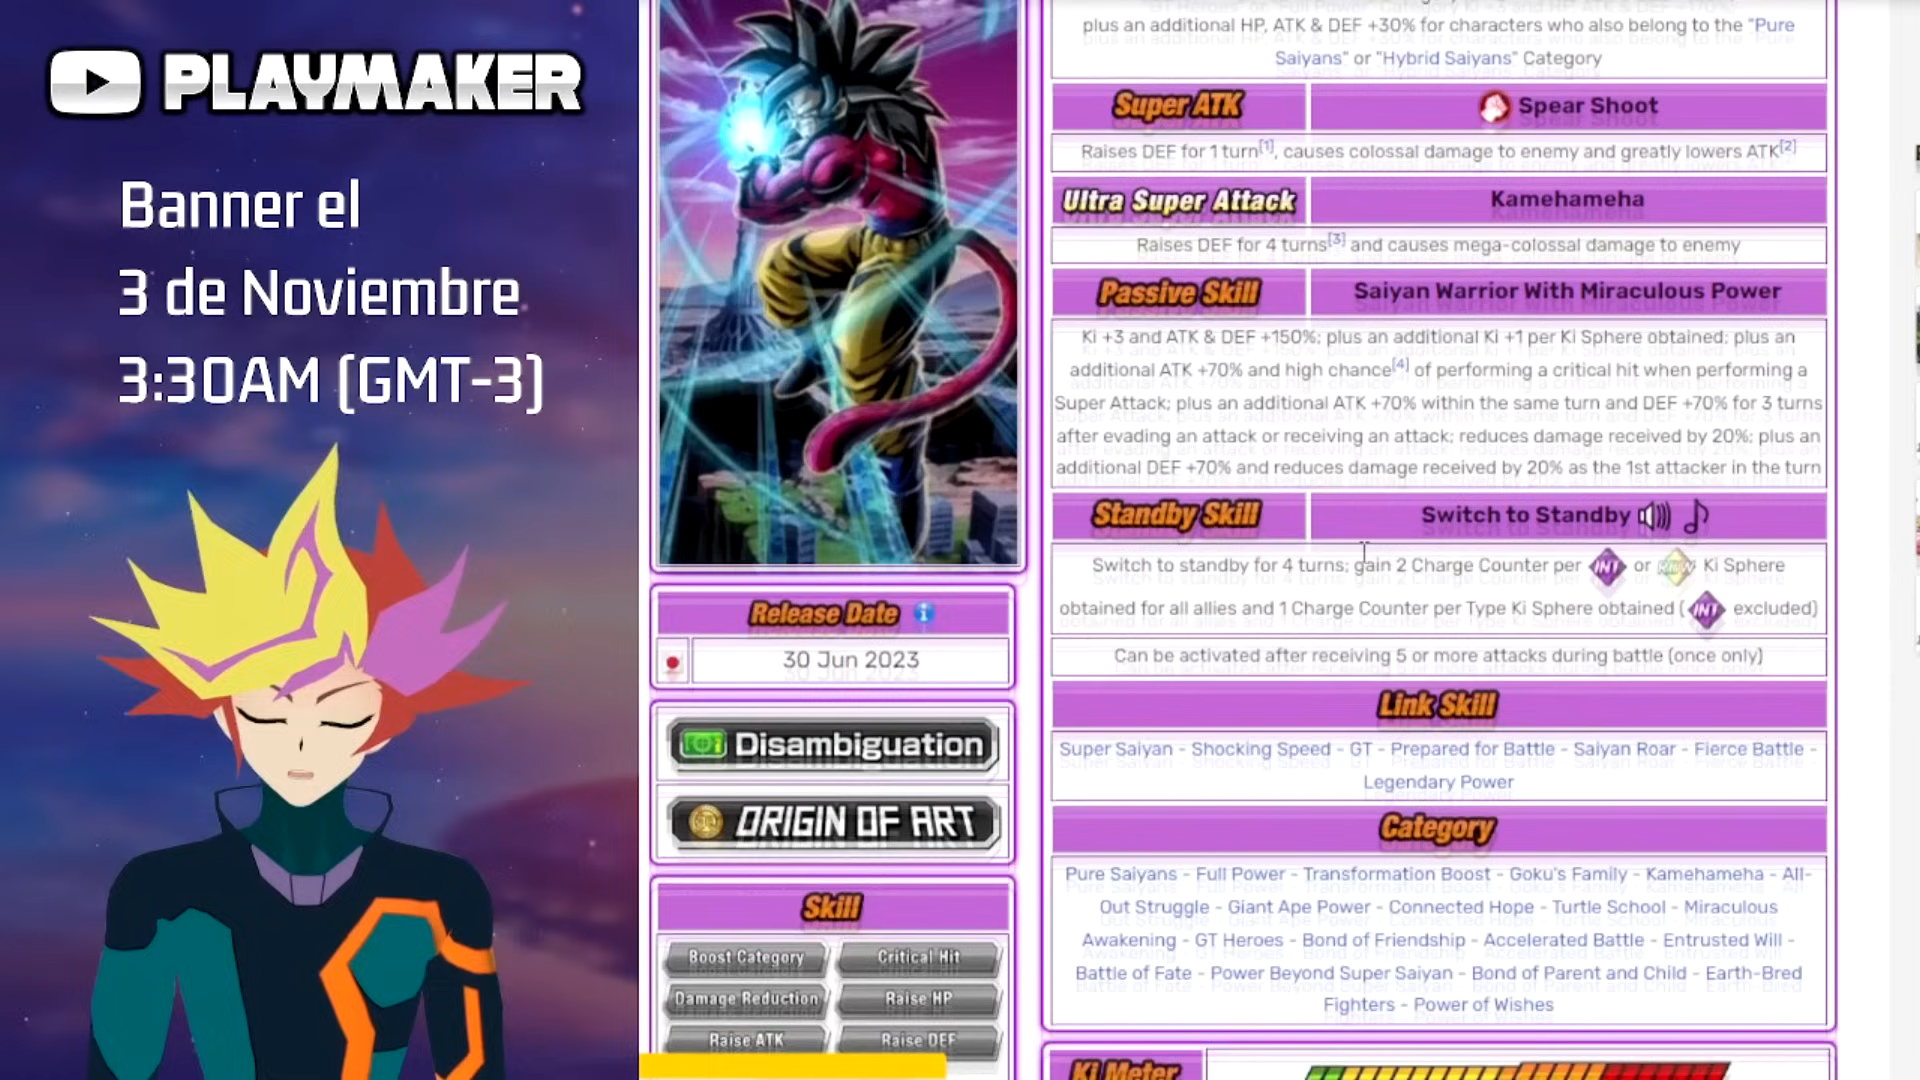 PLAYMAKER
Banner el
3 de Noviembre
3:30AM (GMT-3)
Release Date
30 Jun 2023
Disambiguation
ORIGIN OF ART
Skill
Boost Category
Critical Hit
Damage Reduction
Raise HP
Raise ATK
Raise DEF
GT Heroes" or "Full Power" Category Ki +3 and HP, ATK & DEF +170%;
plus an additional HP, ATK & DEF +30% for characters who also belong to the "Pure
Saiyans" or "Hybrid Saiyans" Category
Super ATK
Spear Shoot
Raises DEF for 1 turn[1], causes colossal damage to enemy and greatly lowers ATK[2]
Ultra Super Attack
Kamehameha
Raises DEF for 4 turns[3] and causes mega-colossal damage to enemy
Passive Skill
Saiyan Warrior With Miraculous Power
Ki +3 and ATK & DEF +150%; plus an additional Ki +1 per Ki Sphere obtained; plus an
additional ATK +70% and high chance[4] of performing a critical hit when performing a
Super Attack; plus an additional ATK +70% within the same turn and DEF +70% for 3 turns
after evading an attack or receiving an attack; reduces damage received by 20%; plus an
additional DEF +70% and reduces damage received by 20% as the 1st attacker in the turn
Standby Skill
Switch to Standby
Switch to standby for 4 turns; gain 2 Charge Counter per INT or Ki Sphere
obtained for all allies and 1 Charge Counter per Type Ki Sphere obtained (INT excluded)
Can be activated after receiving 5 or more attacks during battle (once only)
Link Skill
Super Saiyan - Shocking Speed - GT - Prepared for Battle - Saiyan Roar - Fierce Battle -
Legendary Power
Category
Pure Saiyans - Full Power - Transformation Boost - Goku's Family - Kamehameha - All-
Out Struggle - Giant Ape Power - Connected Hope - Turtle School - Miraculous
Awakening - GT Heroes - Bond of Friendship - Accelerated Battle - Entrusted Will -
Battle of Fate - Power Beyond Super Saiyan - Bond of Parent and Child - Earth-Bred
Fighters - Power of Wishes
Ki Meter